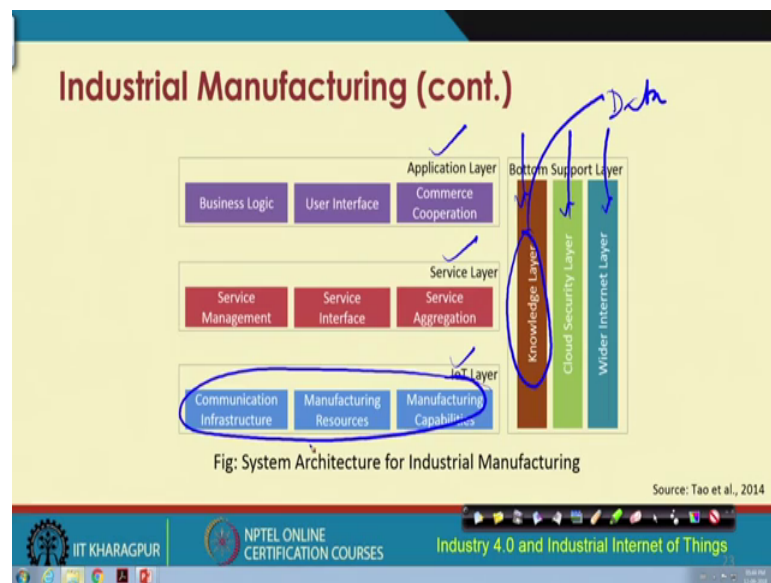 Industrial Manufacturing (cont.)
Data
Application Layer
Business Logic
User Interface
Commerce
Cooperation
Service Layer
Service
Management
Service
Interface
Service
Aggregation
IoT Layer
Communication
Infrastructure
Manufacturing
Resources
Manufacturing
Capabilities
Bottom Support Layer
Knowledge Layer
Cloud Security Layer
Wider Internet Layer
Fig: System Architecture for Industrial Manufacturing
Source: Tao et al., 2014
IIT KHARAGPUR
NPTEL ONLINE
CERTIFICATION COURSES
Industry 4.0 and Industrial Internet of Things
23